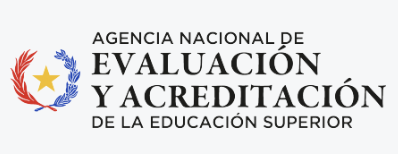 AGENCIA NACIONAL DE
EVALUACIÓN
Y ACREDITACIÓN
DE LA EDUCACIÓN SUPERIOR